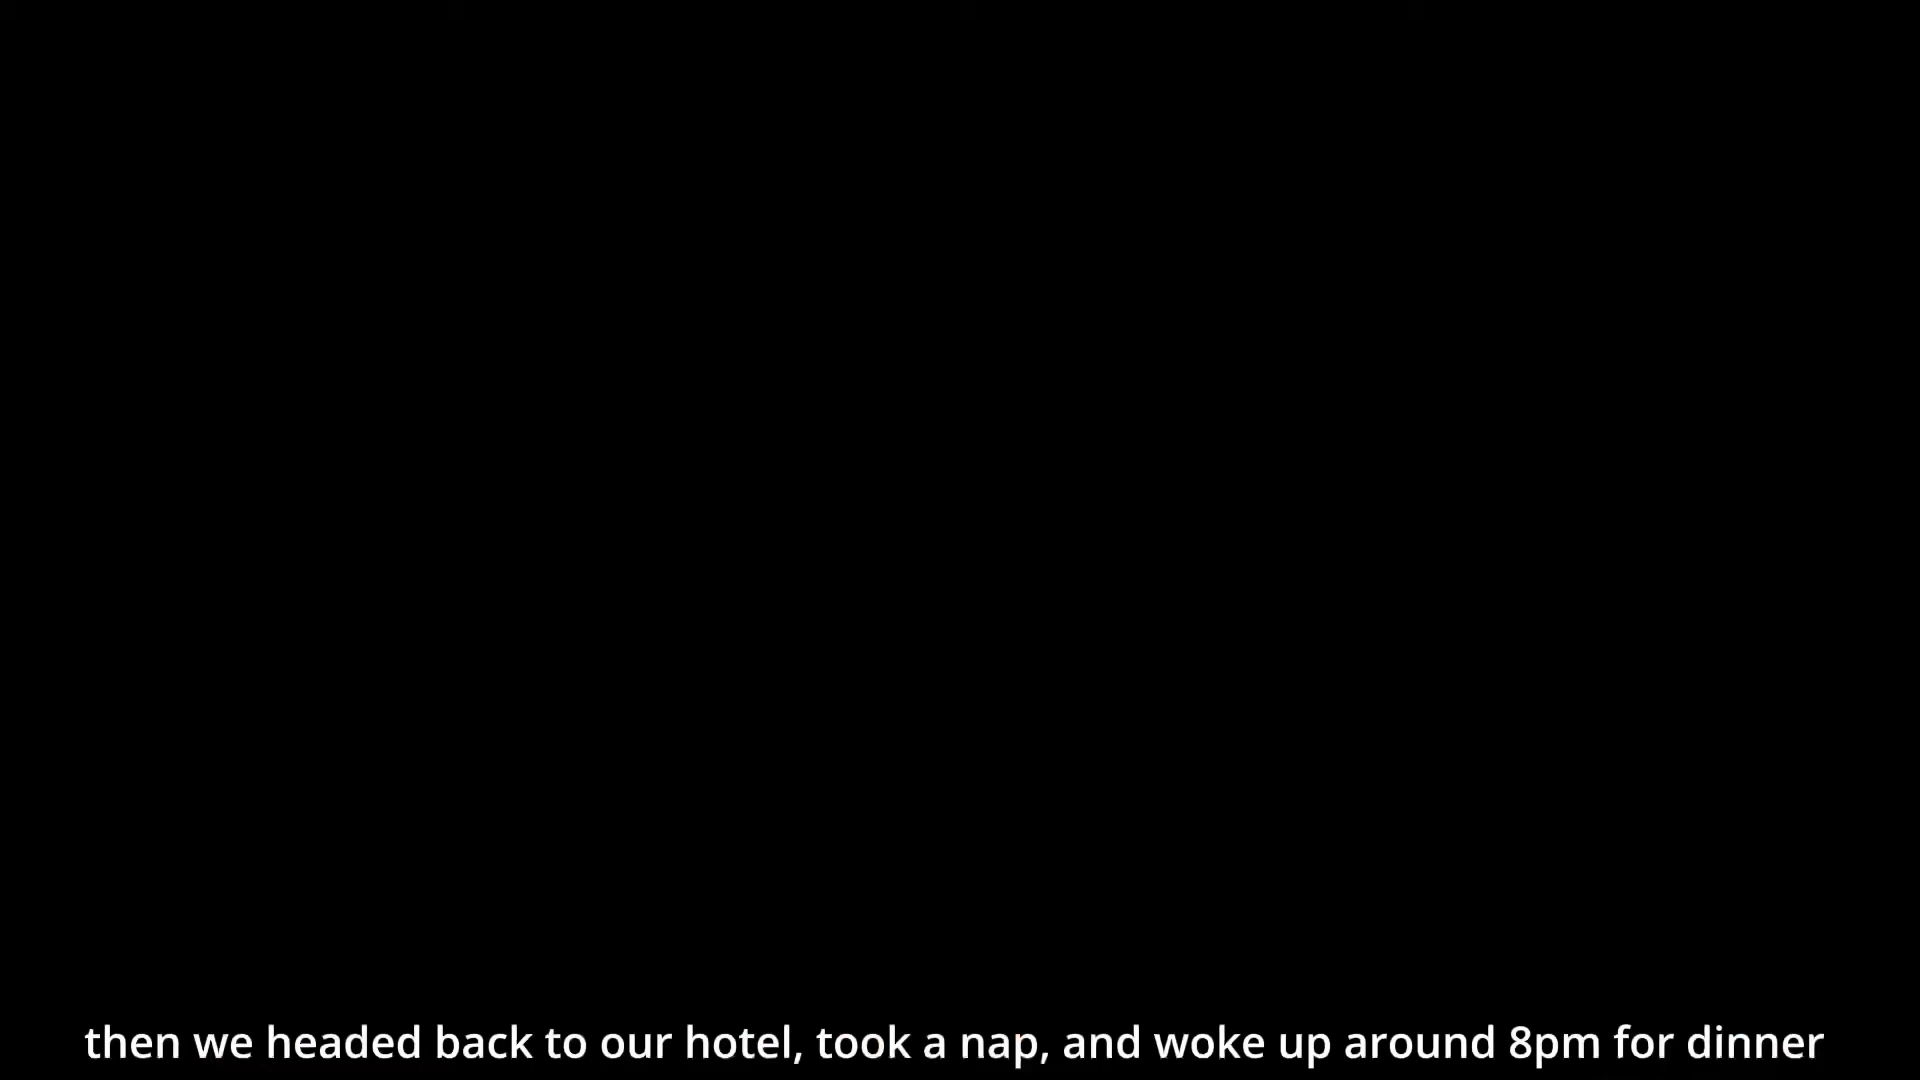 then we headed back to our hotel, took a nap, and woke up around 8pm for dinner